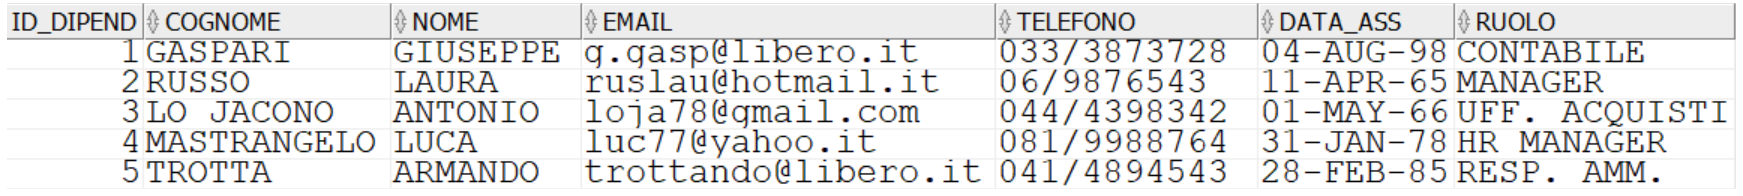 ID_DIPEND COGNOME NOME EMAIL TELEFONO DATA_ASS RUOLO
1 GASPARI GIUSEPPE g.gasp@libero.it 033/3873728 04-AUG-98 CONTABILE
2 RUSSO LAURA ruslau@hotmail.it 06/9876543 11-APR-65 MANAGER
3 LO JACONO ANTONIO loja78@gmail.com 044/4398342 01-MAY-66 UFF. ACQUISTI
4 MASTRANGELO LUCA luc77@yahoo.it 081/9988764 31-JAN-78 HR MANAGER
5 TROTTA ARMANDO trottando@libero.it 041/4894543 28-FEB-85 RESP. AMM.